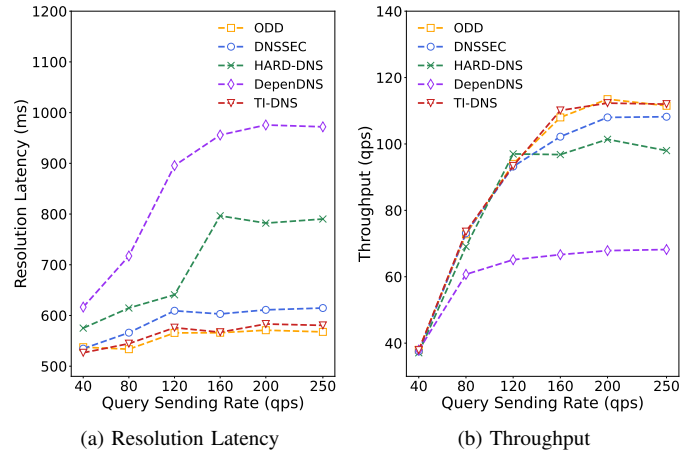 1200
1100
1000
900
800
700
600
500
Resolution Latency (ms)
ODD
DNSSEC
HARD-DNS
DepenDNS
TI-DNS
40 80 120 160 200 250
Query Sending Rate (qps)
(a) Resolution Latency
140
120
100
80
60
40
Throughput (qps)
ODD
DNSSEC
HARD-DNS
DepenDNS
TI-DNS
40 80 120 160 200 250
Query Sending Rate (qps)
(b) Throughput